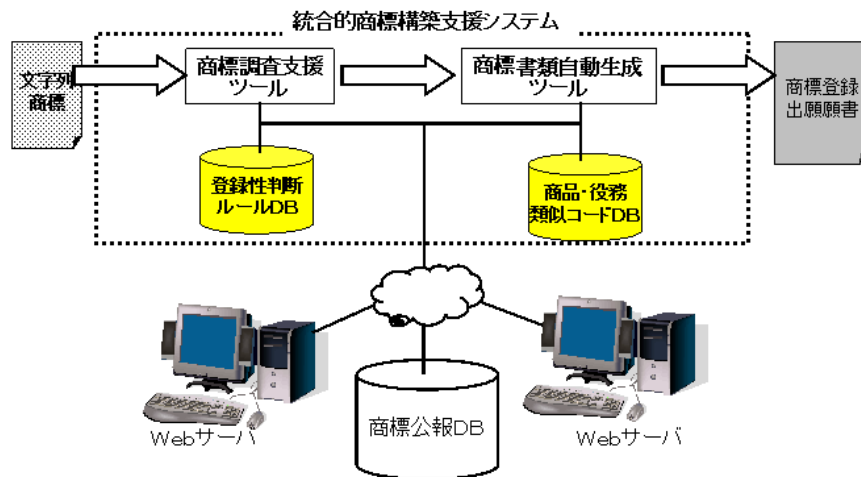 統合的商標構築支援システム
文字列
商標
商標調査支援
ツール
商標書類自動生成
ツール
商標登録
出願願書
登録性判断
ルールDB
商品・役務
類似コードDB
Webサーバ
商標公報DB
Webサーバ